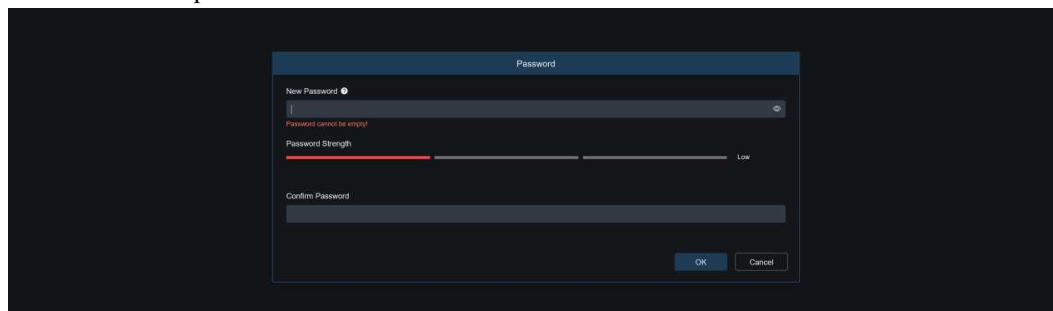 Password
New Password
Password cannot be empty!
Password Strength
Low
Confirm Password
OK Cancel